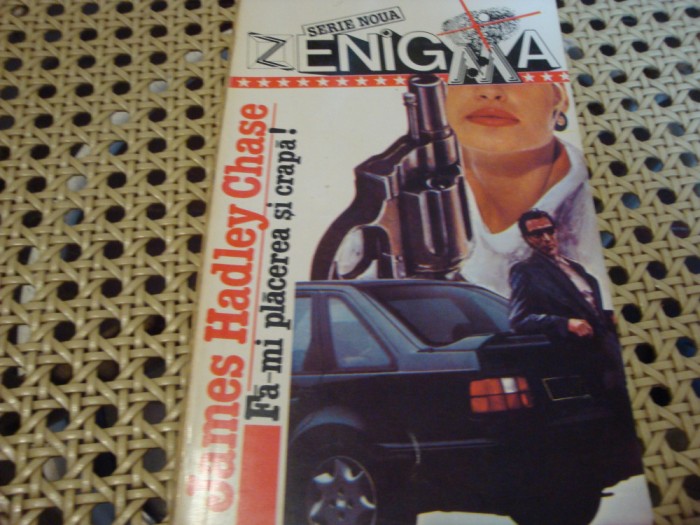 SERIE NOUA
ENIGMA
James Hadley Chase
Fă-mi plăcerea și crapă!